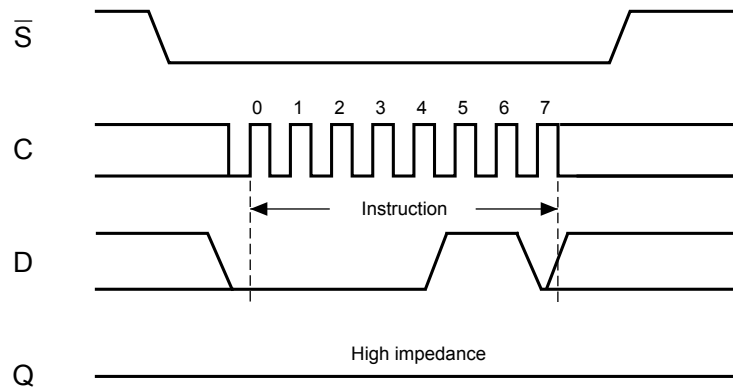 S̅
0 1 2 3 4 5 6 7
C
Instruction
D
High impedance
Q